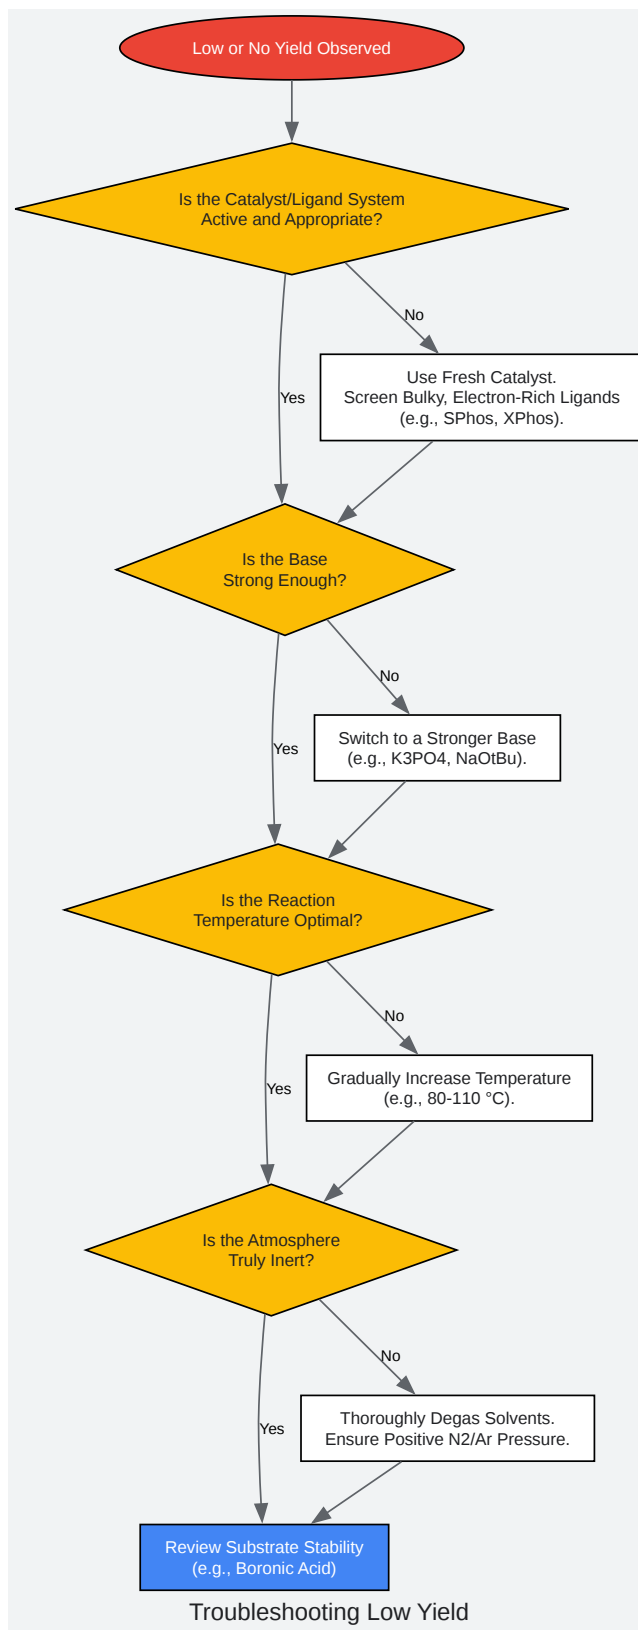 Low or No Yield Observed
Is the Catalyst/Ligand System
Active and Appropriate?
No
Use Fresh Catalyst.
Screen Bulky, Electron-Rich Ligands
(e.g., SPhos, XPhos).
Yes
Is the Base
Strong Enough?
No
Switch to a Stronger Base
(e.g., K3PO4, NaOtBu).
Yes
Is the Reaction
Temperature Optimal?
No
Gradually Increase Temperature
(e.g., 80-110 °C).
Yes
Is the Atmosphere
Truly Inert?
No
Thoroughly Degas Solvents.
Ensure Positive N2/Ar Pressure.
Yes
Review Substrate Stability
(e.g., Boronic Acid)
Troubleshooting Low Yield